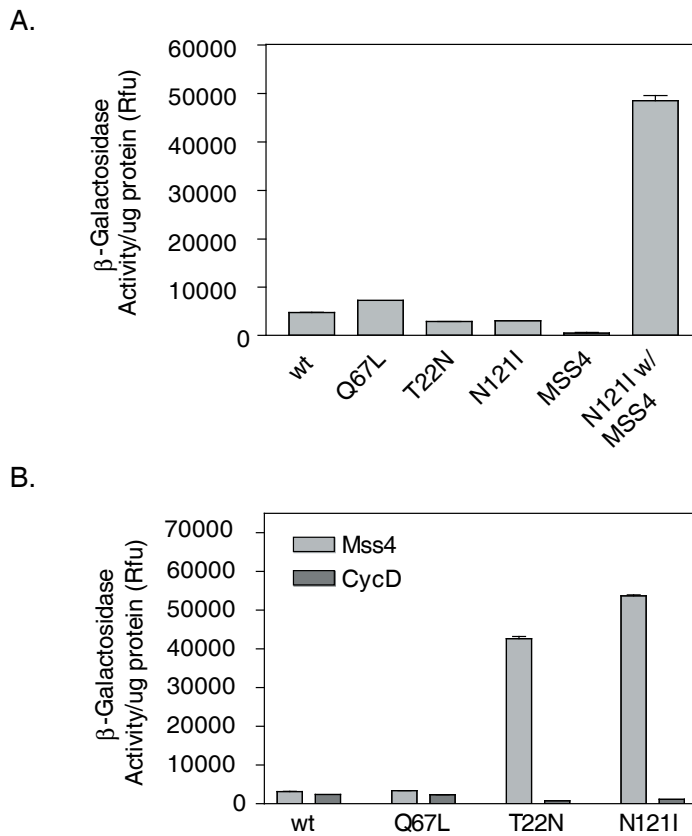 A.
β-Galactosidase
Activity/ug protein (Rfu)
60000
50000
40000
30000
20000
10000
0
wt
Q67L
T22N
N121I
MSS4
N121I w/
MSS4
B.
β-Galactosidase
Activity/ug protein (Rfu)
70000
60000
50000
40000
30000
20000
10000
0
Mss4
CycD
wt
Q67L
T22N
N121I